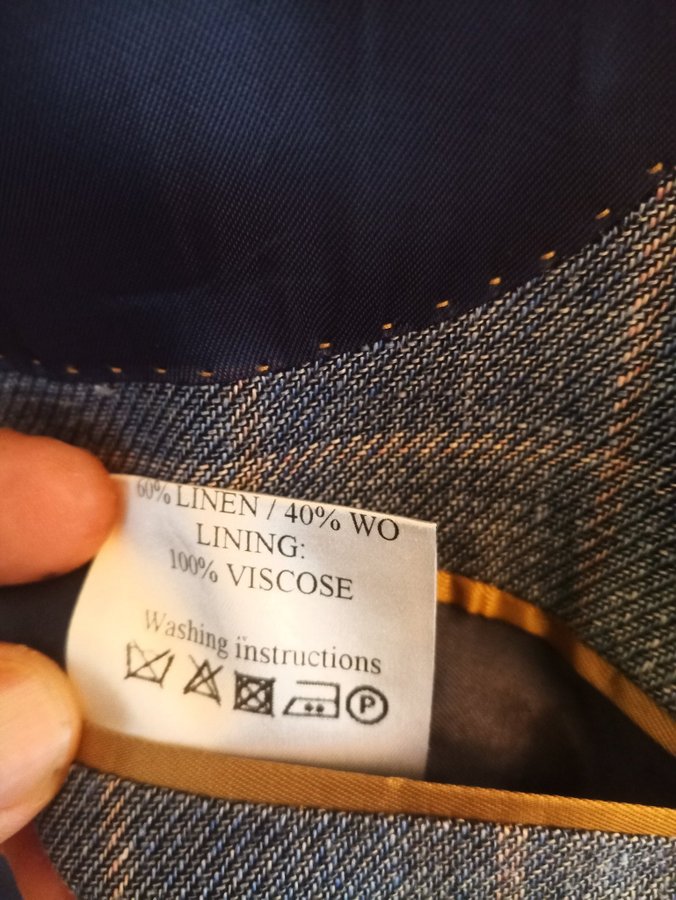 60% LINEN / 40% WO
LINING:
100% VISCOSE
Washing instructions
P